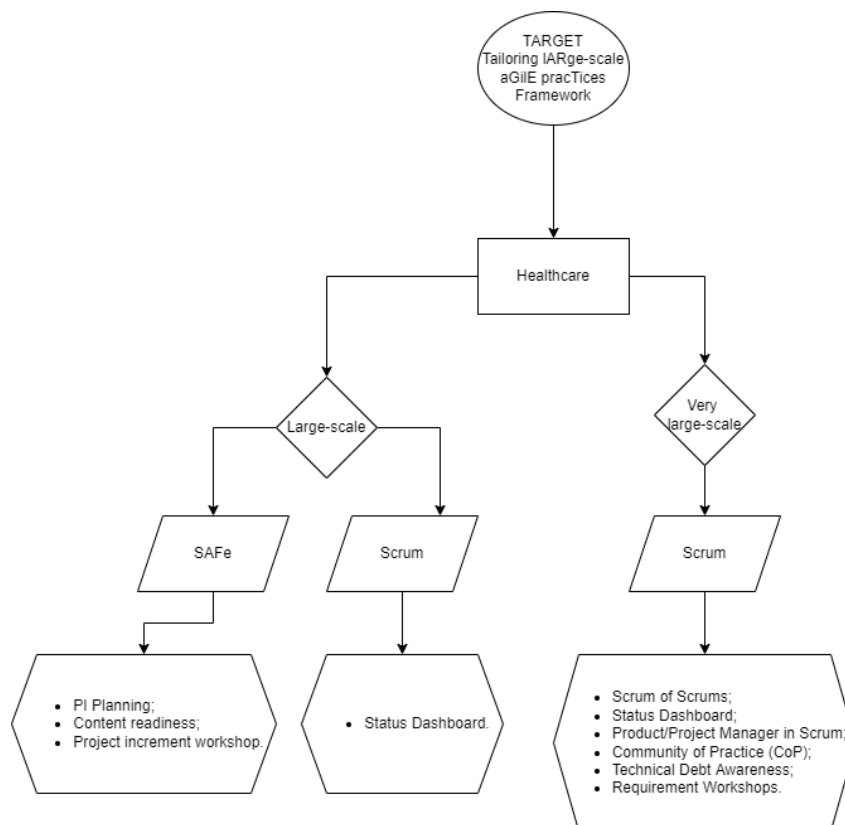 TARGET
Tailoring lARge-scale
aGilE pracTices
Framework
Healthcare
Large-scale
Very
large-scale
SAFe
Scrum
Scrum
• PI Planning;
• Content readiness;
• Project increment workshop.
• Status Dashboard.
• Scrum of Scrums;
• Status Dashboard;
• Product/Project Manager in Scrum;
• Community of Practice (CoP);
• Technical Debt Awareness;
• Requirement Workshops.